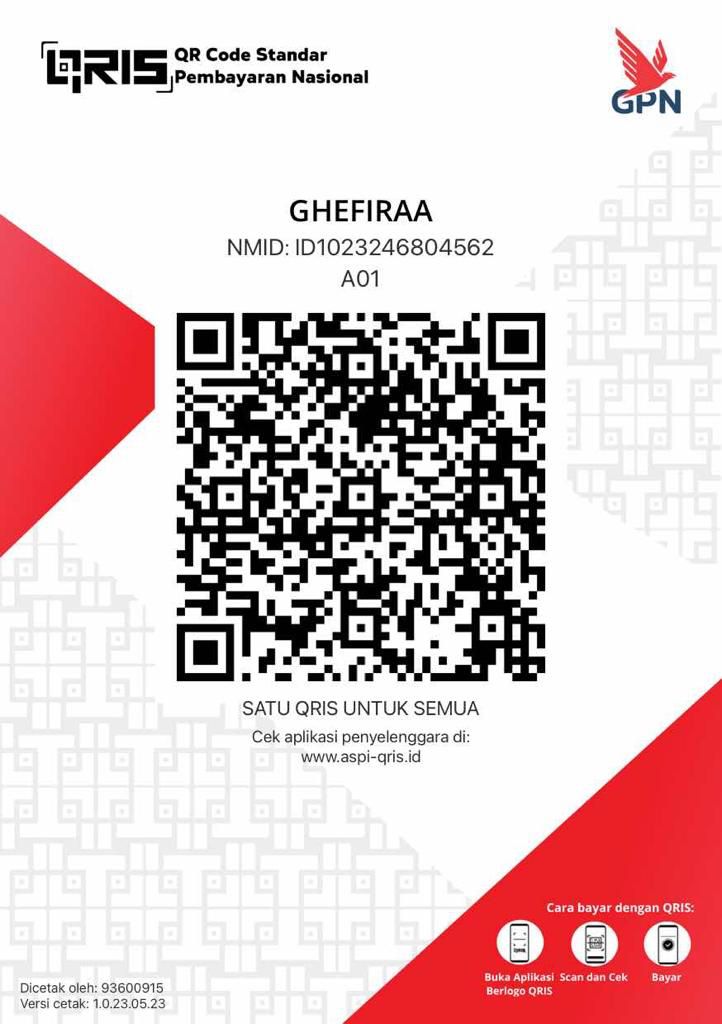 QRIS QR Code Standar
Pembayaran Nasional
GPN
GHEFIRAA
NMID: ID1023246804562
A01
SATU QRIS UNTUK SEMUA
Cek aplikasi penyelenggara di:
www.aspi-qris.id
Cara bayar dengan QRIS:
Buka Aplikasi
Berlogo QRIS
Scan dan Cek
Bayar
Dicetak oleh: 93600915
Versi cetak: 1.0.23.05.23